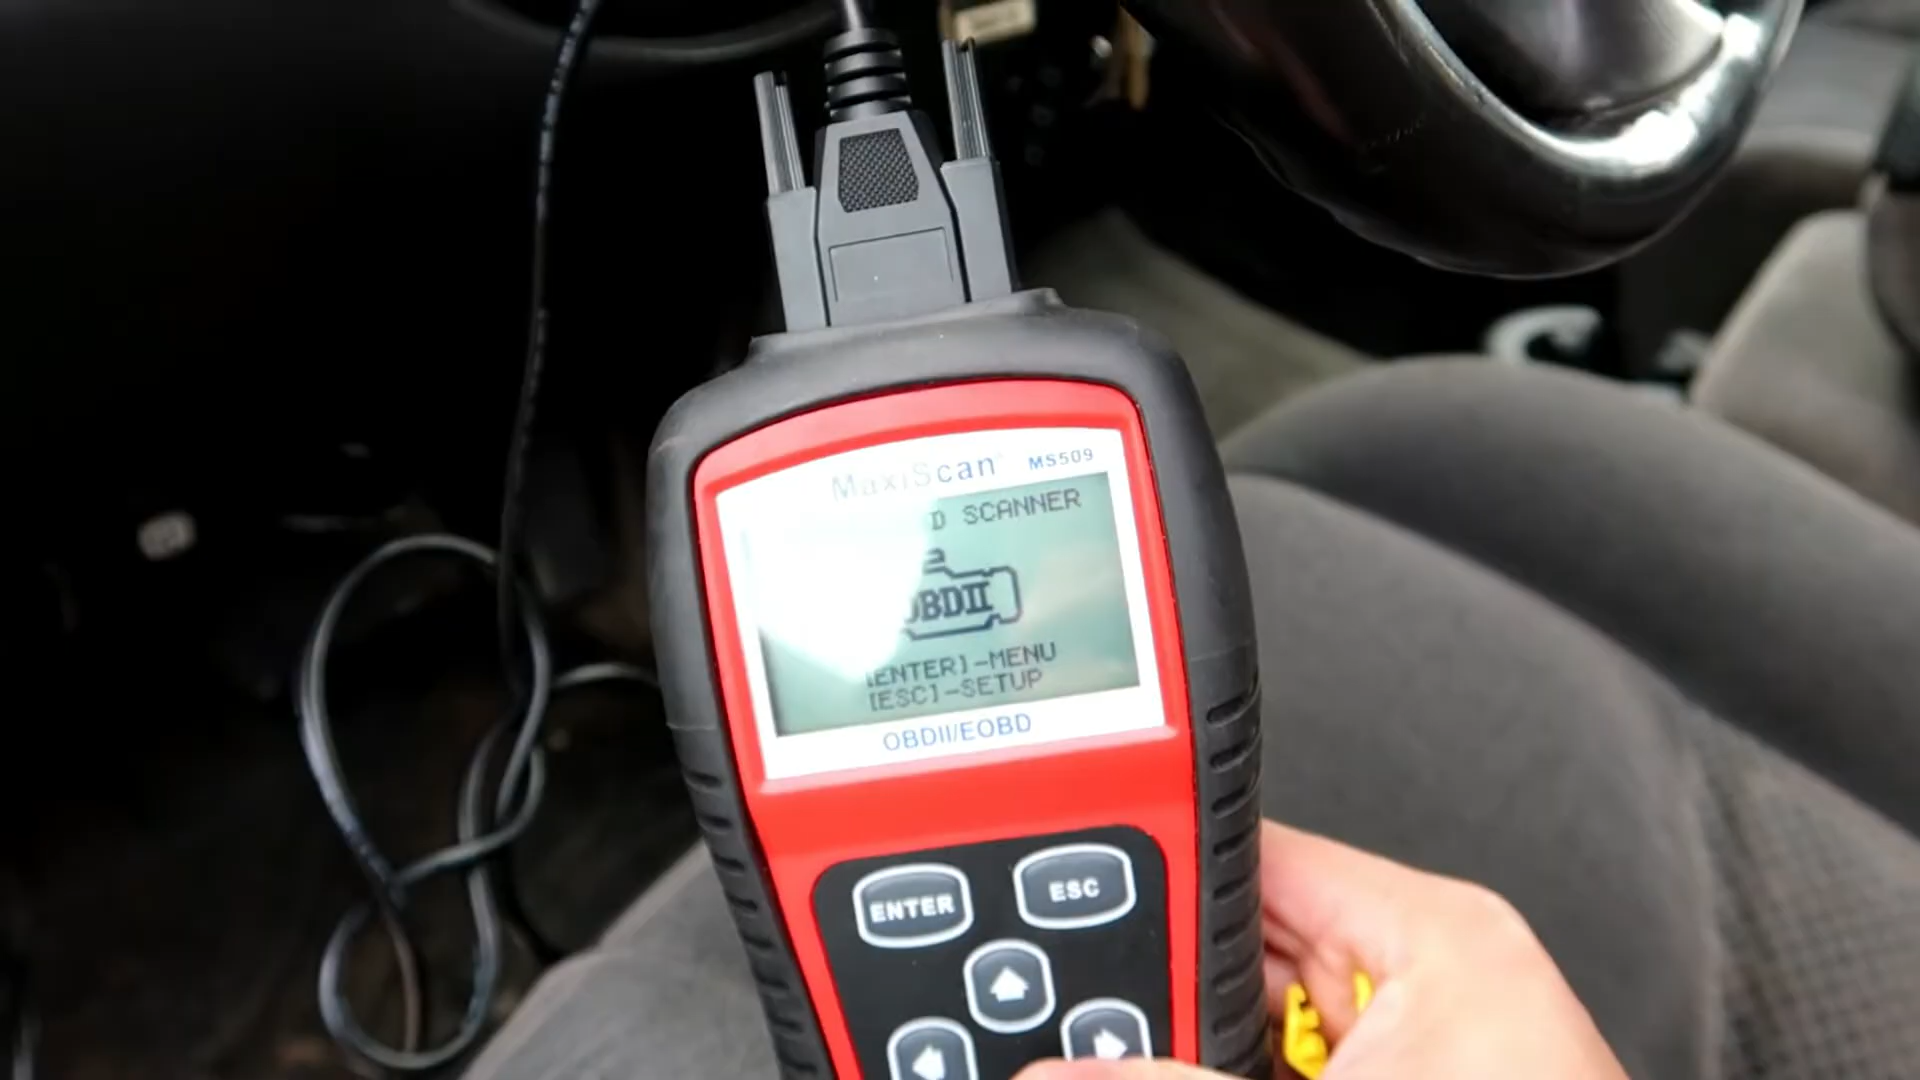 MaxiScan MS509
D SCANNER
OBDII
[ENTER]-MENU
[ESC]-SETUP
OBDII/EOBD
ENTER
ESC